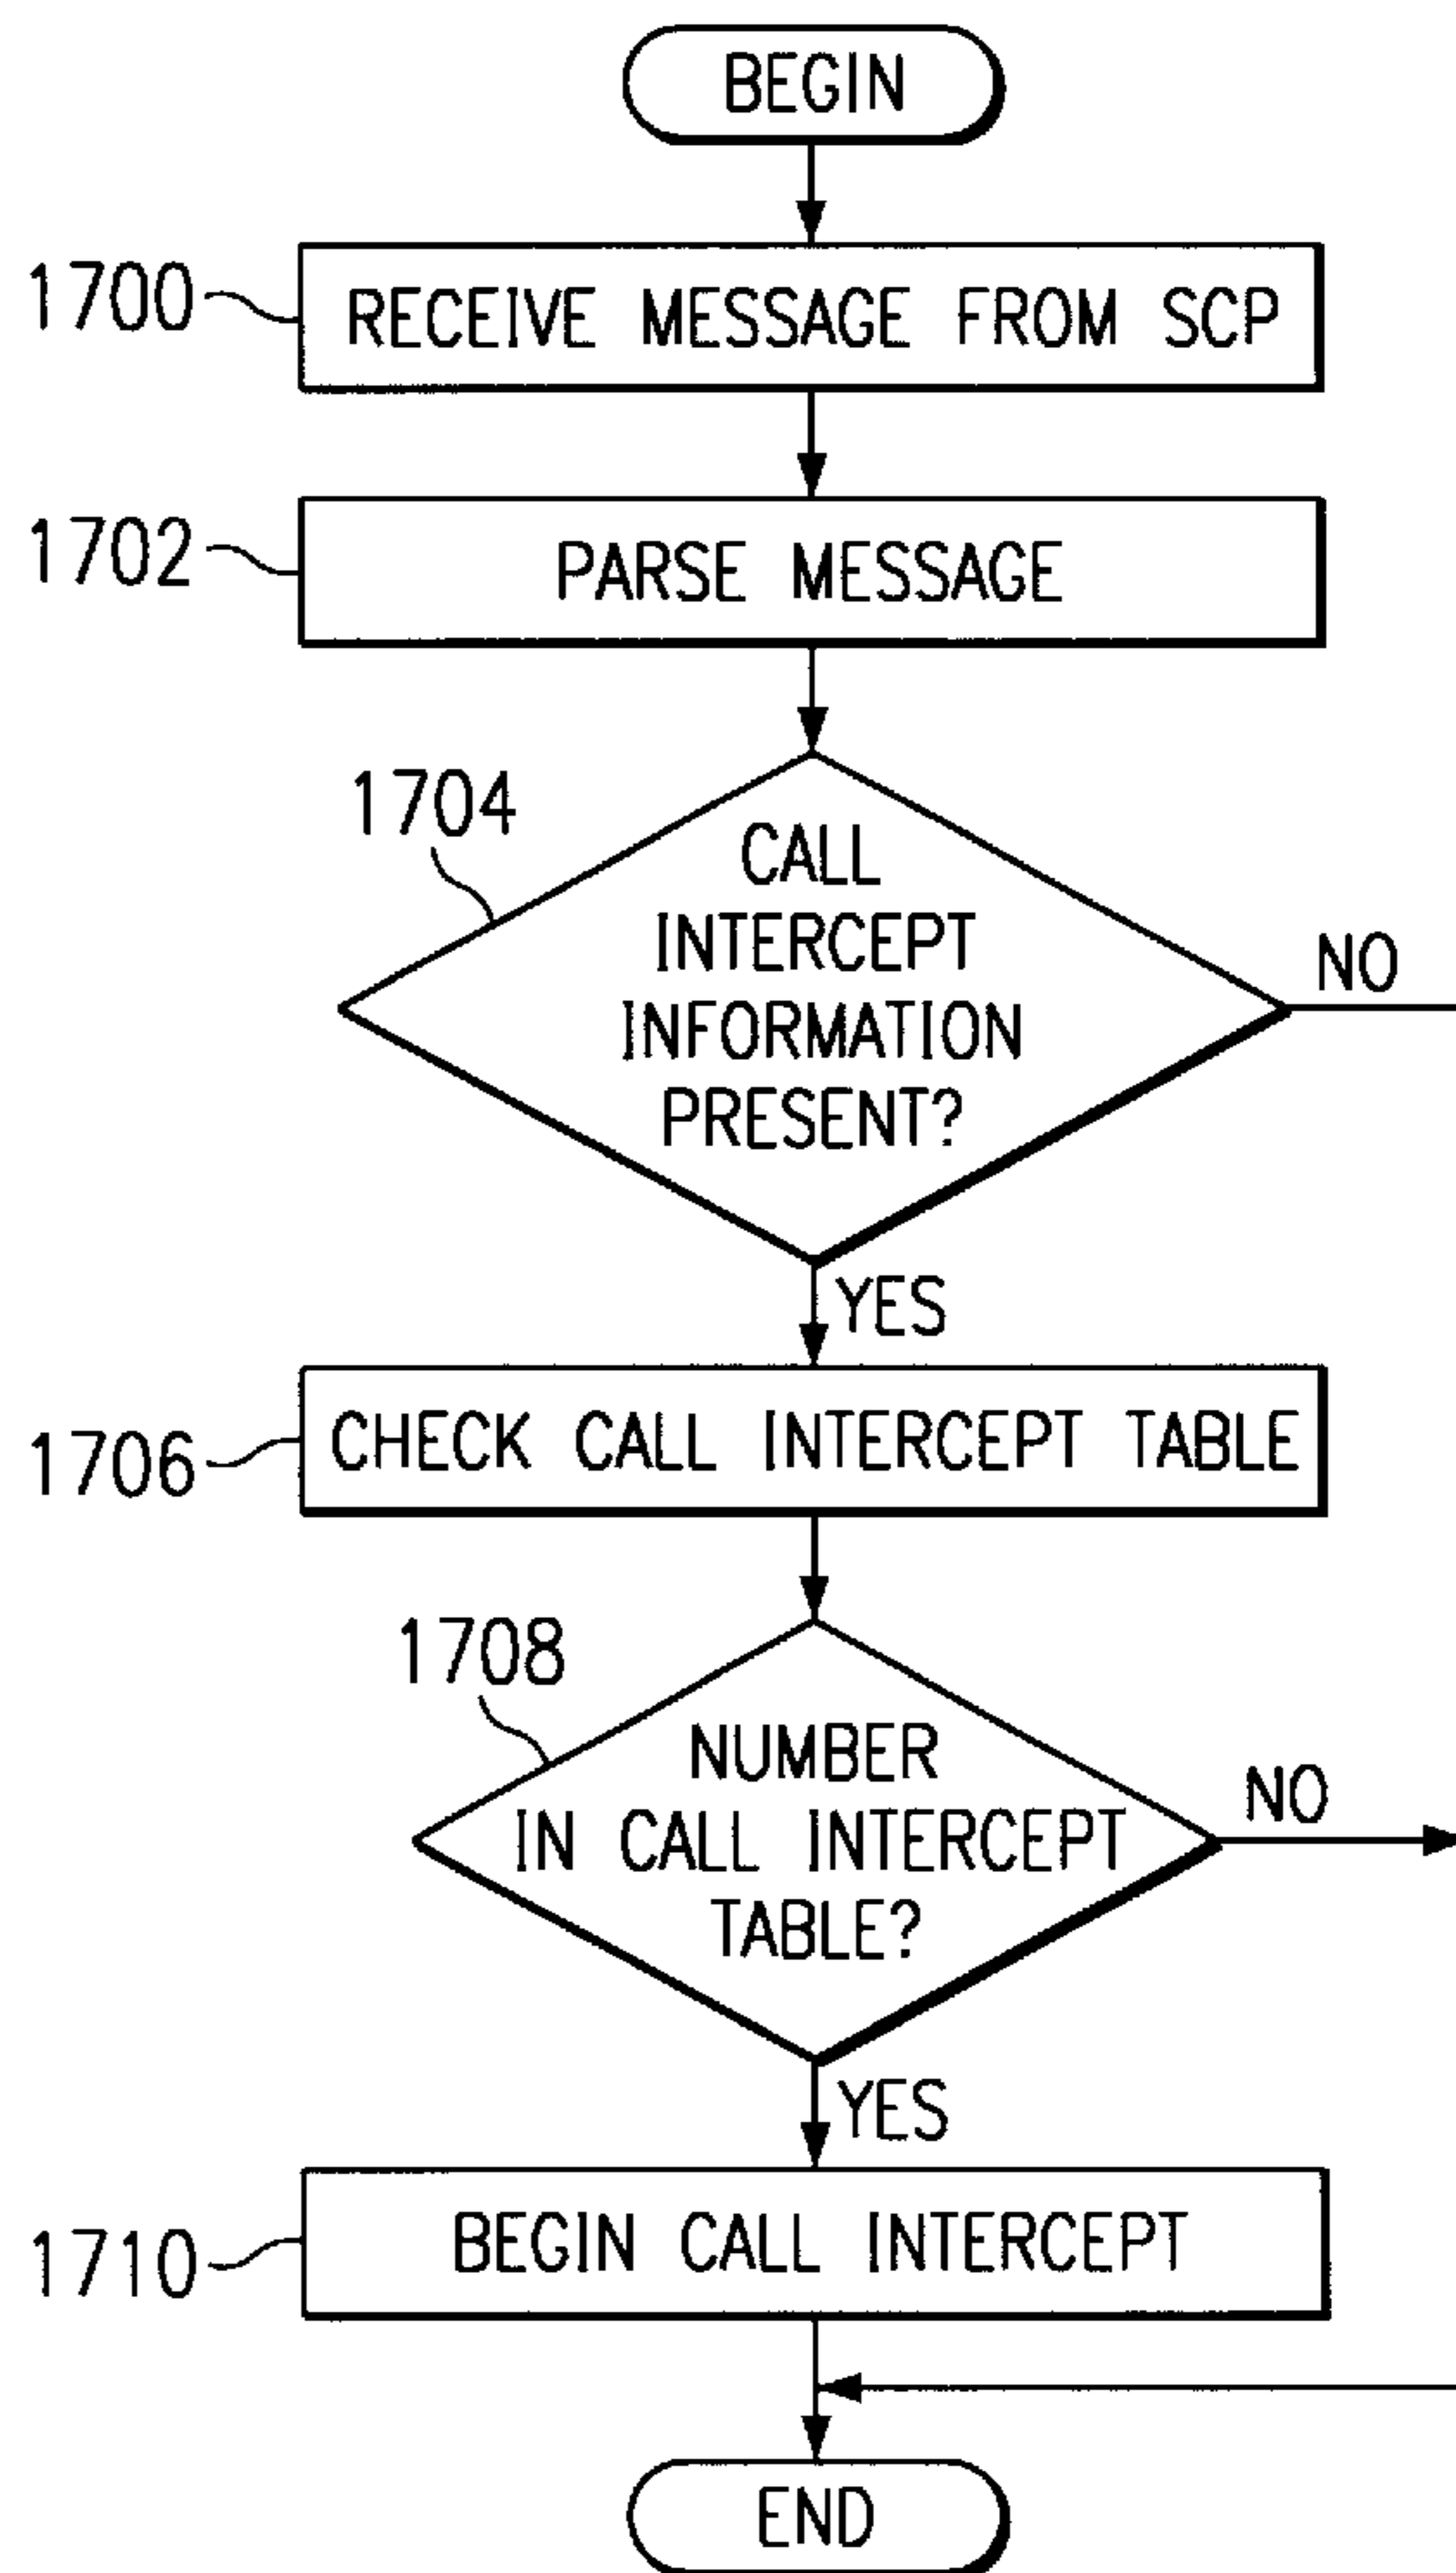 BEGIN
1700
RECEIVE MESSAGE FROM SCP
1702
PARSE MESSAGE
1704
CALL
INTERCEPT
INFORMATION
PRESENT?
NO
YES
1706
CHECK CALL INTERCEPT TABLE
1708
NUMBER
IN CALL INTERCEPT
TABLE?
NO
YES
1710
BEGIN CALL INTERCEPT
END